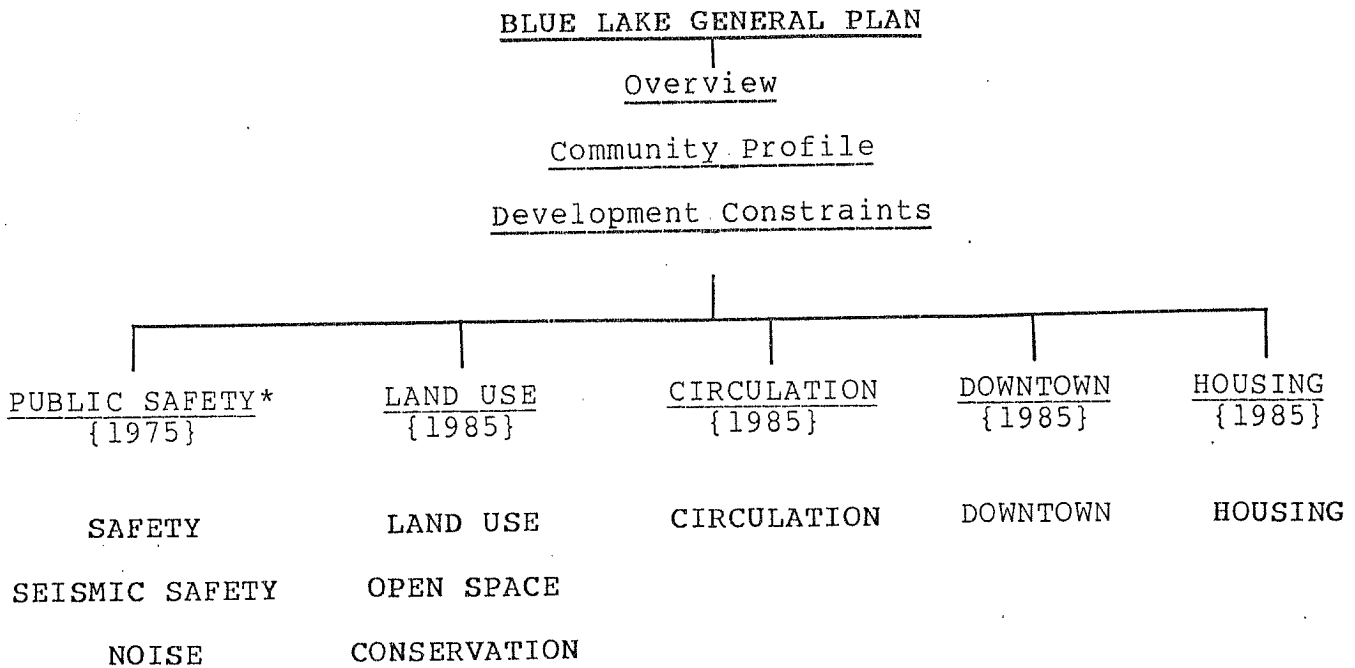 BLUE LAKE GENERAL PLAN
Overview
Community Profile
Development Constraints
PUBLIC SAFETY* LAND USE CIRCULATION DOWNTOWN HOUSING
{1975} {1985} {1985} {1985} {1985}
SAFETY LAND USE CIRCULATION DOWNTOWN HOUSING
SEISMIC SAFETY OPEN SPACE
NOISE CONSERVATION